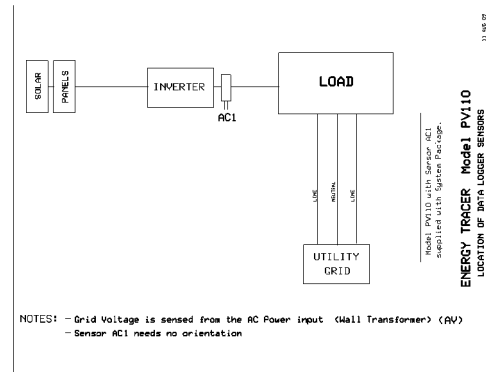 SOLAR
PANELS
INVERTER
AC1
LOAD
LINE
NEUTRAL
LINE
UTILITY
GRID
Model PV110 with Sensor AC1
supplied with System Package.
ENERGY TRACER Model PV110
LOCATION OF DATA LOGGER SENSORS
NOTES: - Grid Voltage is sensed from the AC Power input (Wall Transformer) (AV)
- Sensor AC1 needs no orientation